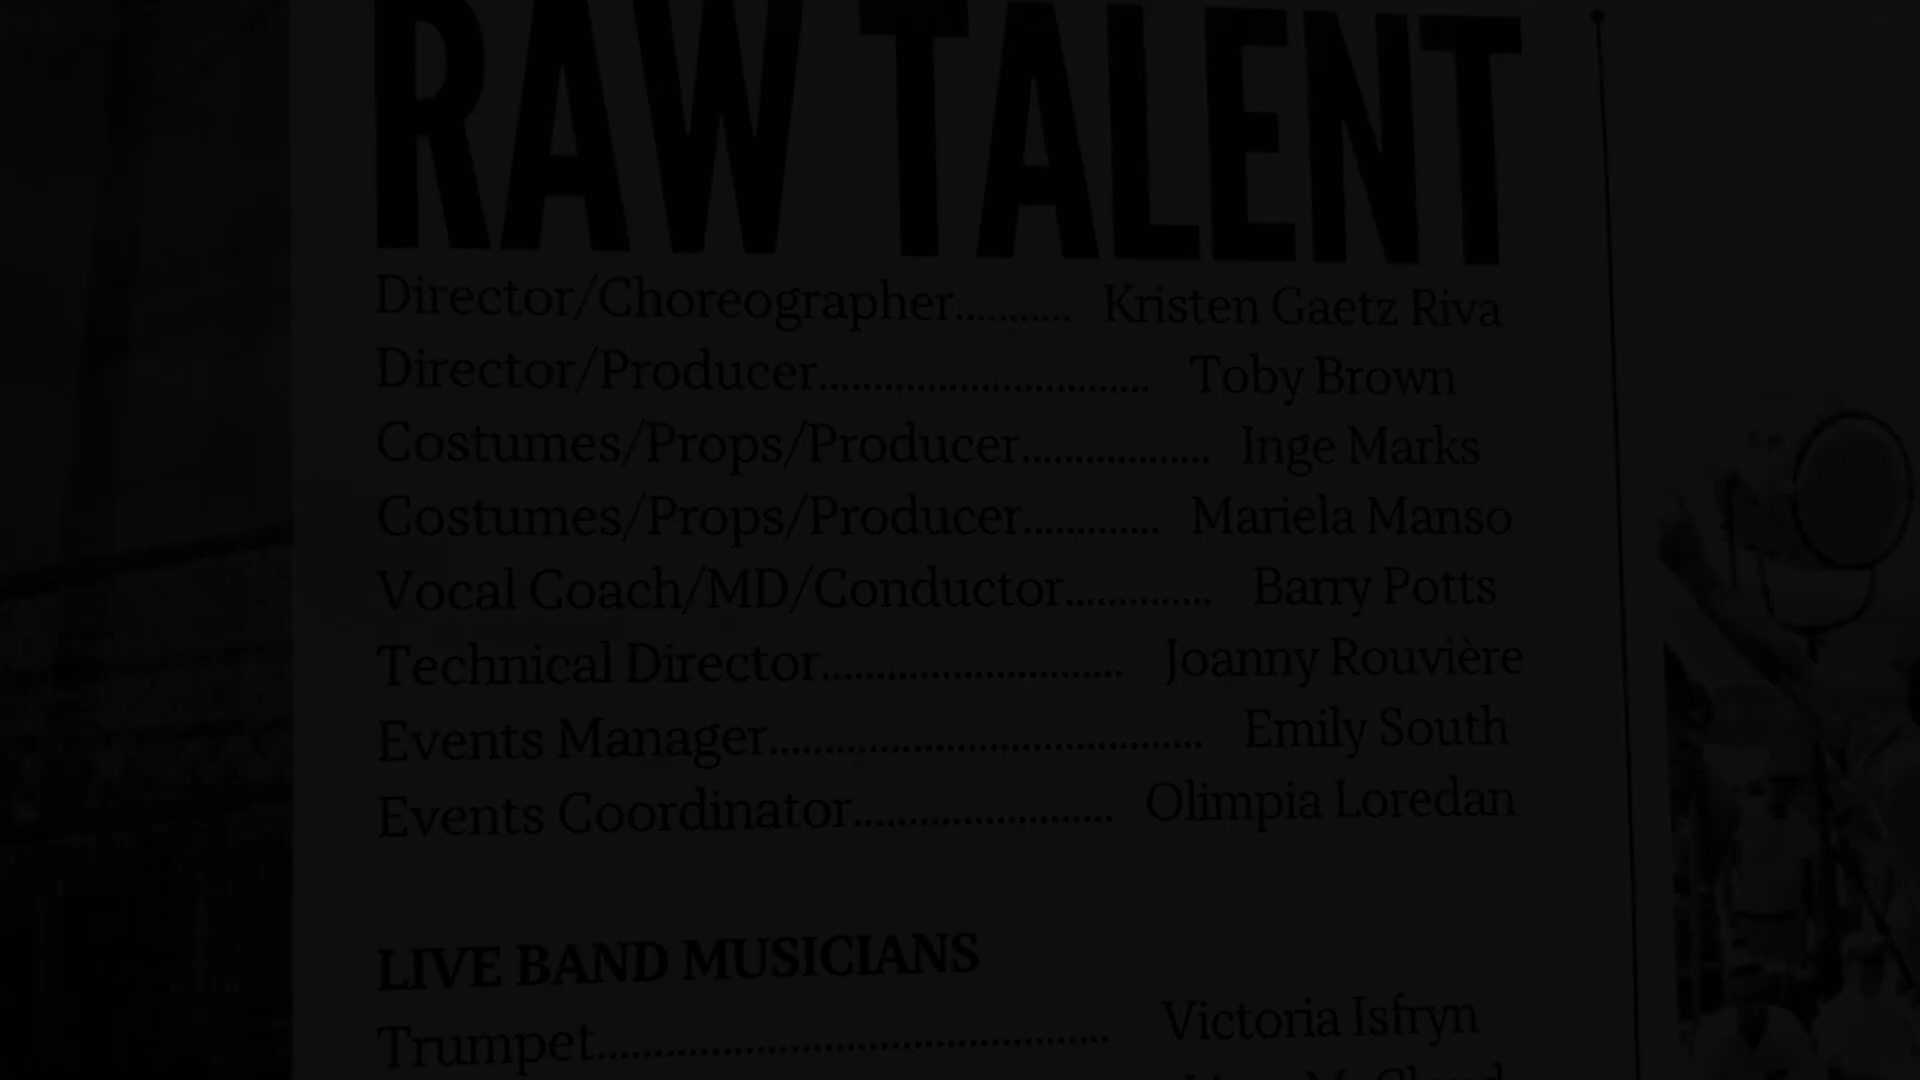 RAW TALENT
Director/Choreographer........... Kristen Gaetz Riva
Director/Producer............................... Toby Brown
Costumes/Props/Producer.................. Inge Marks
Costumes/Props/Producer............. Mariela Manso
Vocal Coach/MD/Conductor.............. Barry Potts
Technical Director............................ Joanny Rouvière
Events Manager........................................ Emily South
Events Coordinator........................ Olimpia Loredan
LIVE BAND MUSICIANS
Trumpet................................................ Victoria Isfryn